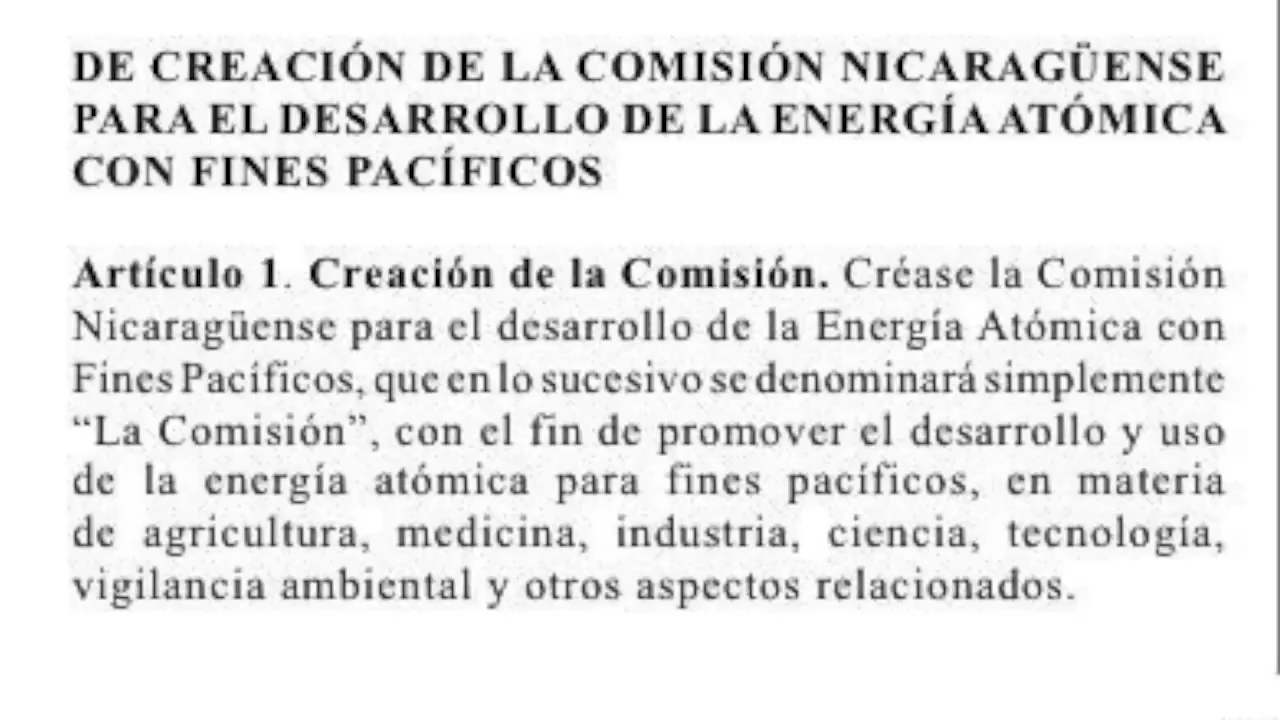 DE CREACIÓN DE LA COMISIÓN NICARAGÜENSE
PARA EL DESARROLLO DE LA ENERGÍA ATÓMICA
CON FINES PACÍFICOS
Artículo 1. Creación de la Comisión. Créase la Comisión
Nicaragüense para el desarrollo de la Energía Atómica con
Fines Pacíficos, que en lo sucesivo se denominará simplemente
“La Comisión”, con el fin de promover el desarrollo y uso
de la energía atómica para fines pacíficos, en materia
de agricultura, medicina, industria, ciencia, tecnología,
vigilancia ambiental y otros aspectos relacionados.